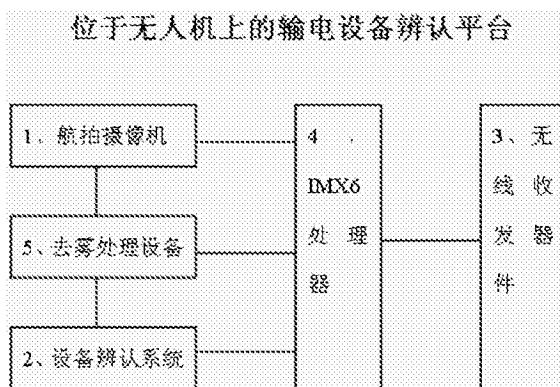 位于无人机上的输电设备辨认平台
1、航拍摄像机
5、去雾处理设备
2、设备辨认系统
4、
IMX6
处理
器
3、无
线收
发器
件